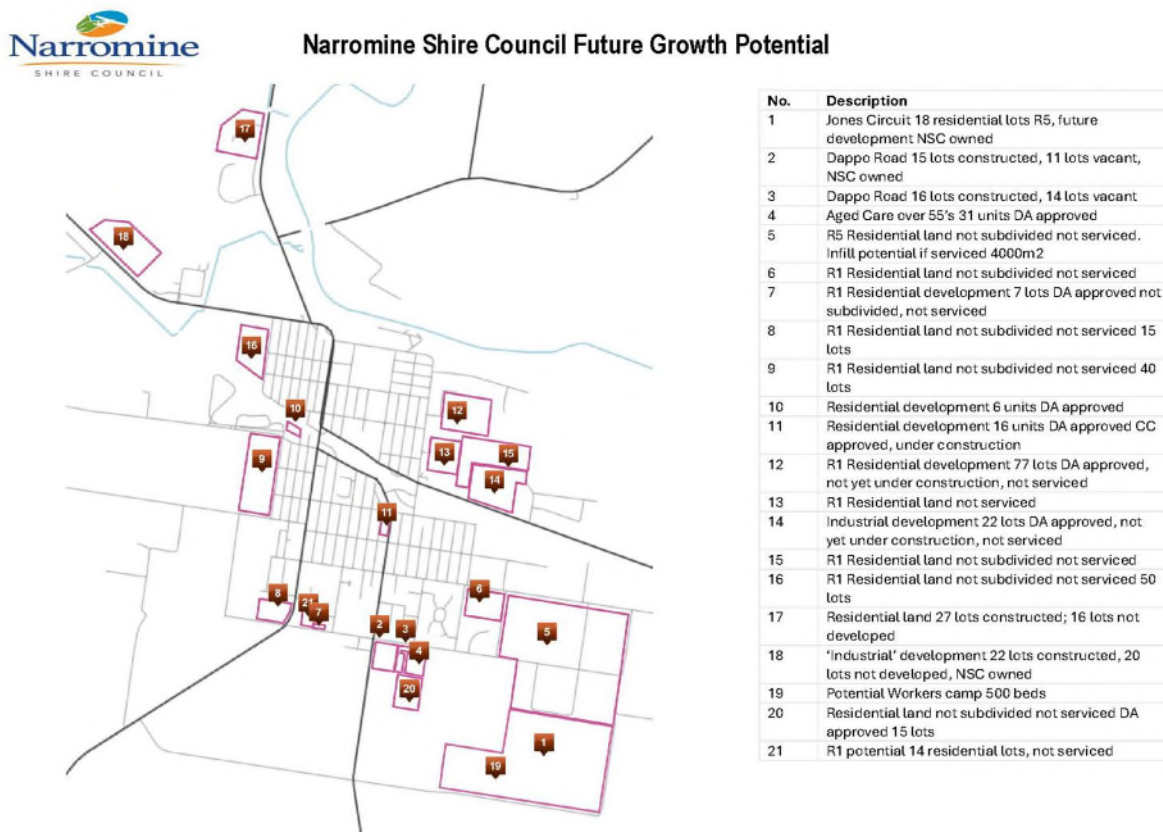 Narromine
SHIRE COUNCIL
Narromine Shire Council Future Growth Potential
17
18
16
10
12
9
13
15
14
11
8
21
7
6
5
2
3
4
20
1
19
No. Description
1 Jones Circuit 18 residential lots R5, future
development NSC owned
2 Dappo Road 15 lots constructed, 11 lots vacant,
NSC owned
3 Dappo Road 16 lots constructed, 14 lots vacant
4 Aged Care over 55's 31 units DA approved
5 R5 Residential land not subdivided not serviced.
Infill potential if serviced 4000m2
6 R1 Residential land not subdivided not serviced
7 R1 Residential development 7 lots DA approved not
subdivided, not serviced
8 R1 Residential land not subdivided not serviced 15
lots
9 R1 Residential land not subdivided not serviced 40
lots
10 Residential development 6 units DA approved
11 Residential development 16 units DA approved CC
approved, under construction
12 R1 Residential development 77 lots DA approved,
not yet under construction, not serviced
13 R1 Residential land not serviced
14 Industrial development 22 lots DA approved, not
yet under construction, not serviced
15 R1 Residential land not subdivided not serviced
16 R1 Residential land not subdivided not serviced 50
lots
17 Residential land 27 lots constructed; 16 lots not
developed
18 'Industrial' development 22 lots constructed, 20
lots not developed, NSC owned
19 Potential Workers camp 500 beds
20 Residential land not subdivided not serviced DA
approved 15 lots
21 R1 potential 14 residential lots, not serviced